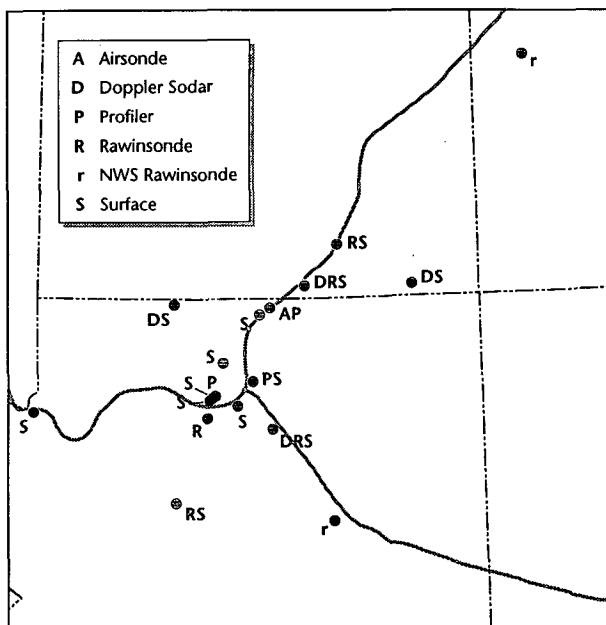 A Airsonde
D Doppler Sodar
P Profiler
R Rawinsonde
r NWS Rawinsonde
S Surface
r
RS
DRS
DS
DS
AP
S
S
P
PS
S
S
S
S
R
DRS
RS
r